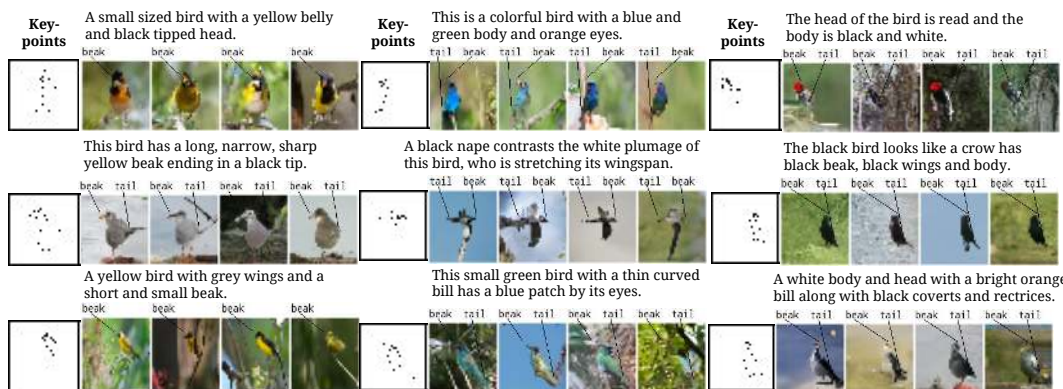 Key-
points
A small sized bird with a yellow belly
and black tipped head.
beak beak beak beak
Key-
points
This is a colorful bird with a blue and
green body and orange eyes.
tail beak tail beak tail beak tail beak
Key-
points
The head of the bird is read and the
body is black and white.
beak tail beak tail beak tail beak tail
This bird has a long, narrow, sharp
yellow beak ending in a black tip.
beak tail beak tail beak tail beak tail
A black nape contrasts the white plumage of
this bird, who is stretching its wingspan.
tail beak tail beak tail beak tail beak
The black bird looks like a crow has
black beak, black wings and body.
beak tail beak tail beak tail beak tail
A yellow bird with grey wings and a
short and small beak.
beak beak beak beak
This small green bird with a thin curved
bill has a blue patch by its eyes.
beak tail beak tail beak tail beak tail
A white body and head with a bright orange
bill along with black coverts and rectrices.
beak tail beak tail beak tail beak tail